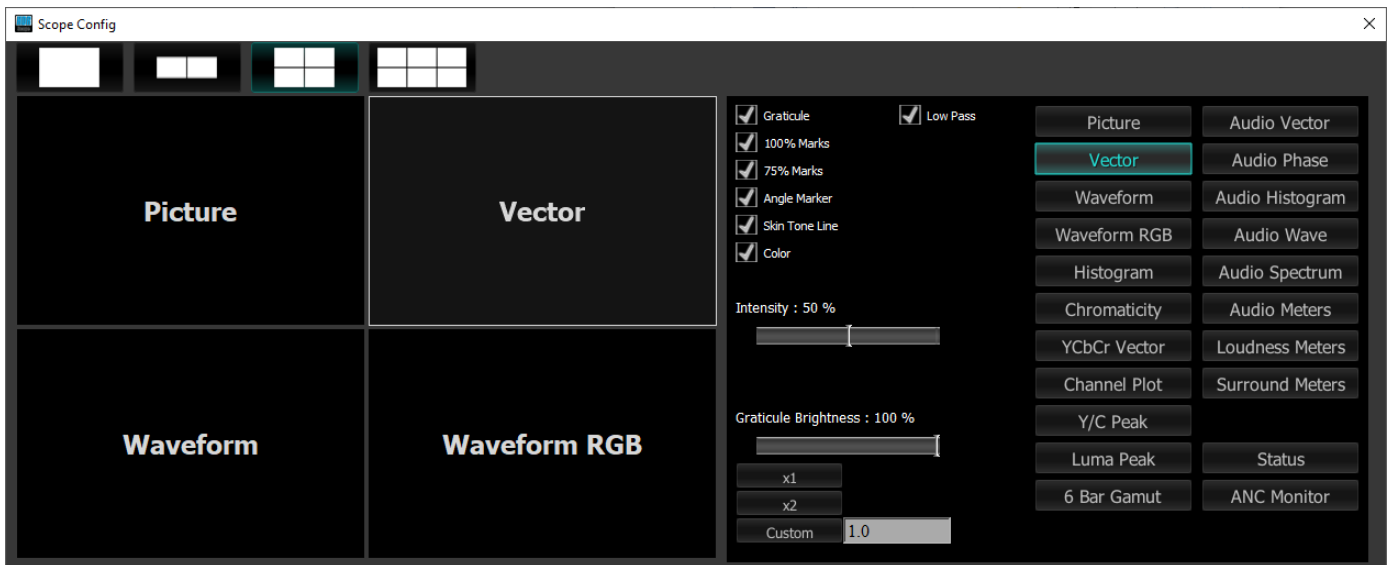 Scope Config
Picture
Vector
Waveform
Waveform RGB
Graticule
Low Pass
100% Marks
75% Marks
Angle Marker
Skin Tone Line
Color
Intensity : 50 %
Graticule Brightness : 100 %
x1
x2
Custom
1.0
Picture
Audio Vector
Vector
Audio Phase
Waveform
Audio Histogram
Waveform RGB
Audio Wave
Histogram
Audio Spectrum
Chromaticity
Audio Meters
YCbCr Vector
Loudness Meters
Channel Plot
Surround Meters
Y/C Peak
Luma Peak
Status
6 Bar Gamut
ANC Monitor